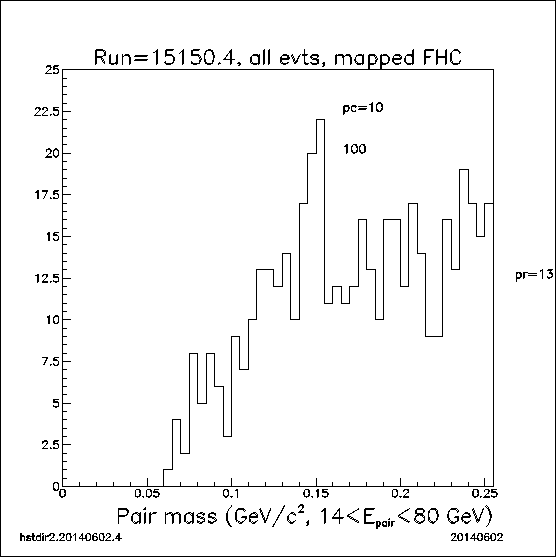 Run=15150.4, all evts, mapped FHC
25
22.5
20
17.5
15
12.5
10
7.5
5
2.5
0
pc=10
100
pr=13
0 0.05 0.1 0.15 0.2 0.25
Pair mass (GeV/c², 14<Epair<80 GeV)
hstdir2.20140602.4 20140602